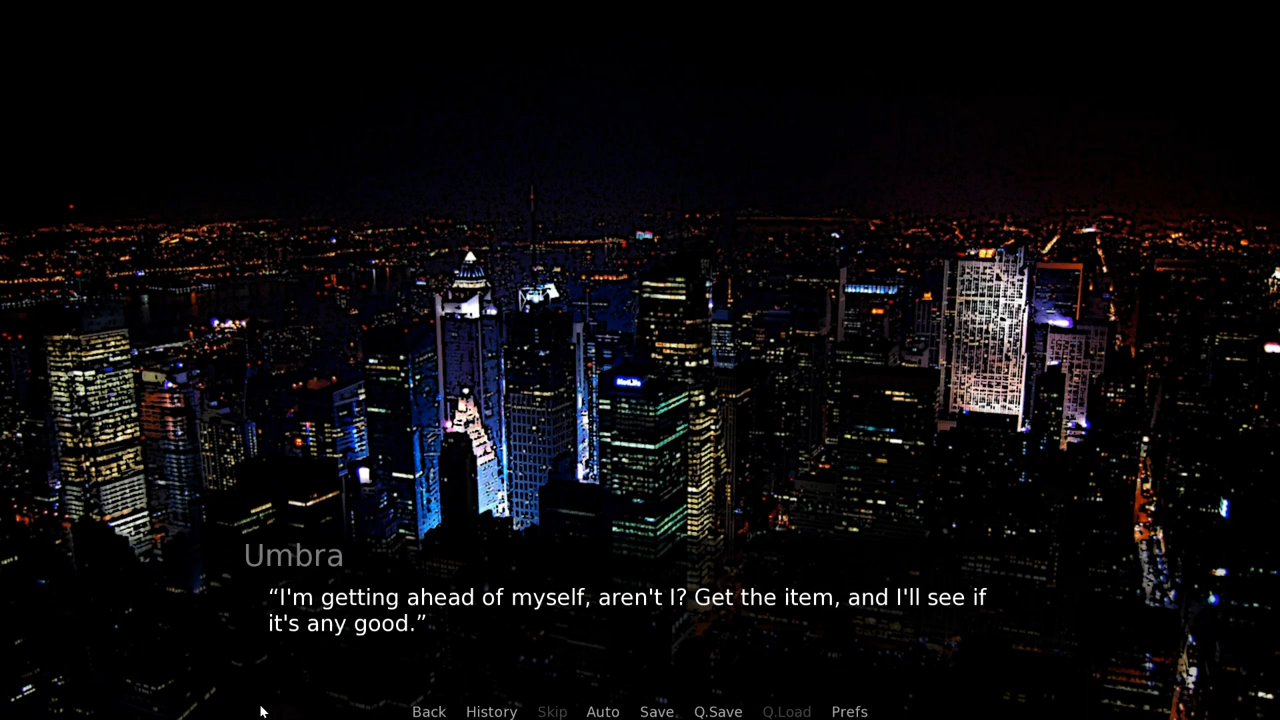 MetLife
Umbra
“I'm getting ahead of myself, aren't I? Get the item, and I'll see if
it's any good.”
Back History Skip Auto Save Q.Save Q.Load Prefs